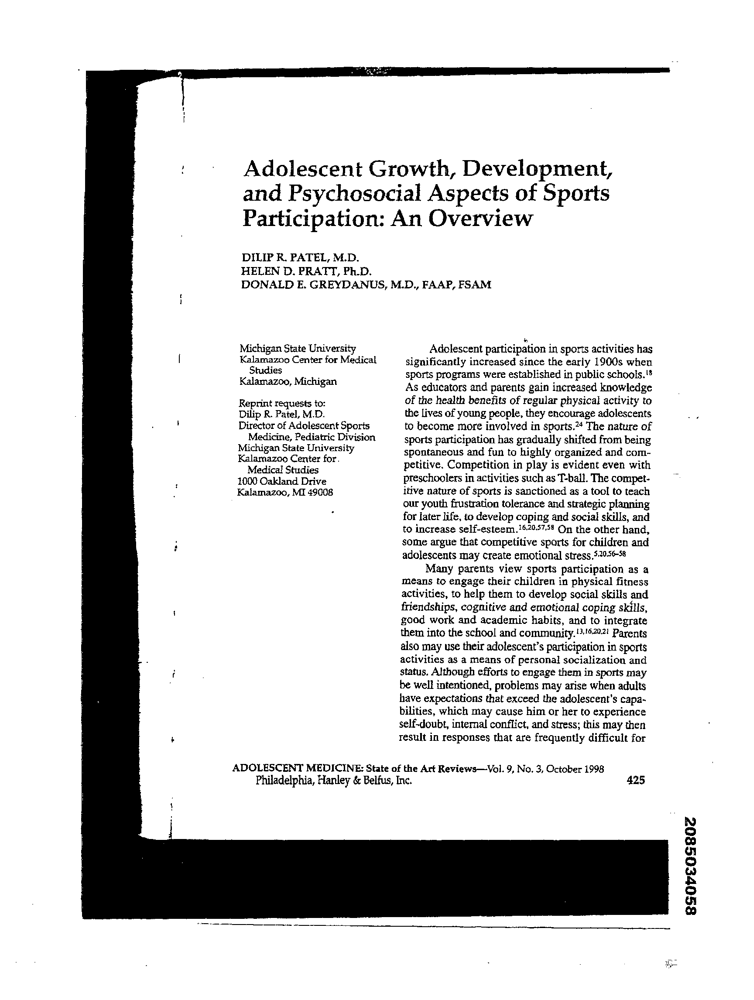 Adolescent Growth, Development,
and Psychosocial Aspects of Sports
Participation: An Overview
DILIP R. PATEL, M.D.
HELEN D. PRATT, Ph.D.
DONALD E. GREYDANUS, M.D., FAAP, FSAM
Michigan State University
Kalamazoo Center for Medical
Studies
Kalamazoo, Michigan
Reprint requests to:
Dilip R. Patel, M.D.
Director of Adolescent Sports
Medicine, Pediatric Division
Michigan State University
Kalamazoo Center for
Medical Studies
1000 Oakland Drive
Kalamazoo, MI 49008
Adolescent participation in sports activities has
significantly increased since the early 1900s when
sports programs were established in public schools.18
As educators and parents gain increased knowledge
of the health benefits of regular physical activity to
the lives of young people, they encourage adolescents
to become more involved in sports.24 The nature of
sports participation has gradually shifted from being
spontaneous and fun to highly organized and com-
petitive. Competition in play is evident even with
preschoolers in activities such as T-ball. The compet-
itive nature of sports is sanctioned as a tool to teach
our youth frustration tolerance and strategic planning
for later life, to develop coping and social skills, and
to increase self-esteem.16,20,57,58 On the other hand,
some argue that competitive sports for children and
adolescents may create emotional stress.5,20,56–58
Many parents view sports participation as a
means to engage their children in physical fitness
activities, to help them to develop social skills and
friendships, cognitive and emotional coping skills,
good work and academic habits, and to integrate
them into the school and community.13,16,20,21 Parents
also may use their adolescent's participation in sports
activities as a means of personal socialization and
status. Although efforts to engage them in sports may
be well intentioned, problems may arise when adults
have expectations that exceed the adolescent's capa-
bilities, which may cause him or her to experience
self-doubt, internal conflict, and stress; this may then
result in responses that are frequently difficult for
ADOLESCENT MEDICINE: State of the Art Reviews—Vol. 9, No. 3, October 1998
Philadelphia, Hanley & Belfus, Inc. 425
2085034058